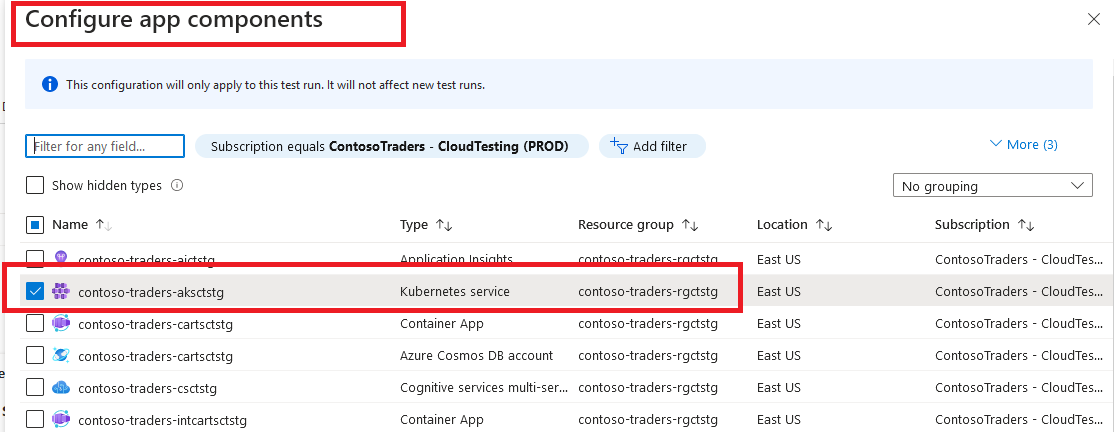 Configure app components
This configuration will only apply to this test run. It will not affect new test runs.
Filter for any field...
Subscription equals ContosoTraders - CloudTesting (PROD)
Add filter
More (3)
Show hidden types
No grouping
Name Type Resource group Location Subscription
contoso-traders-aictstg Application Insights contoso-traders-rgctstg East US ContosoTraders - CloudTes...
contoso-traders-aksctstg Kubernetes service contoso-traders-rgctstg East US ContosoTraders - CloudTes...
contoso-traders-cartsctstg Container App contoso-traders-rgctstg East US ContosoTraders - CloudTes...
contoso-traders-cartsctstg Azure Cosmos DB account contoso-traders-rgctstg East US ContosoTraders - CloudTes...
contoso-traders-csctstg Cognitive services multi-ser... contoso-traders-rgctstg East US ContosoTraders - CloudTes...
contoso-traders-intcartsctstg Container App contoso-traders-rgctstg East US ContosoTraders - CloudTes...